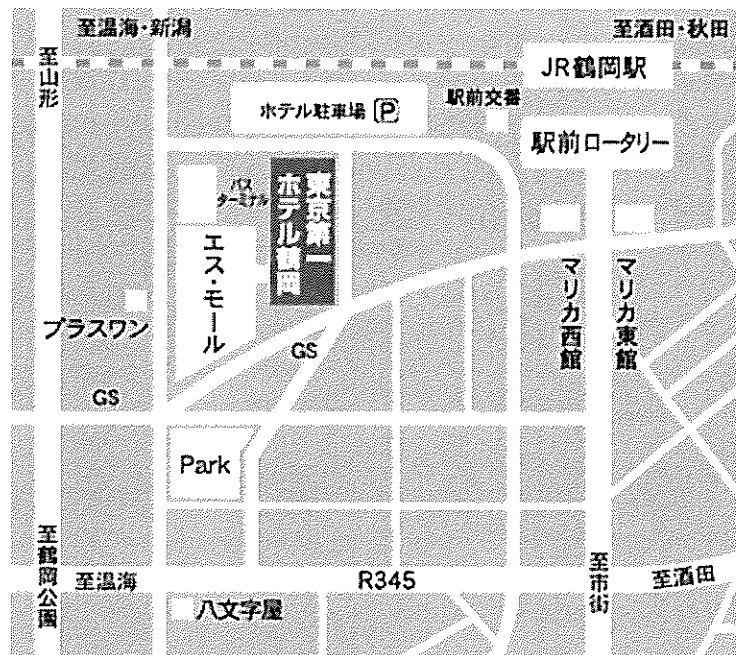 至温海・新潟
至酒田・秋田
至山形
JR鶴岡駅
ホテル駐車場 P
駅前交番
駅前ロータリー
バス
ターミナル
東京第一
ホテル鶴岡
エス・モール
マリカ西館
マリカ東館
プラスワン
GS
GS
Park
至鶴岡公園
至温海
R345
至市街
至酒田
八文字屋